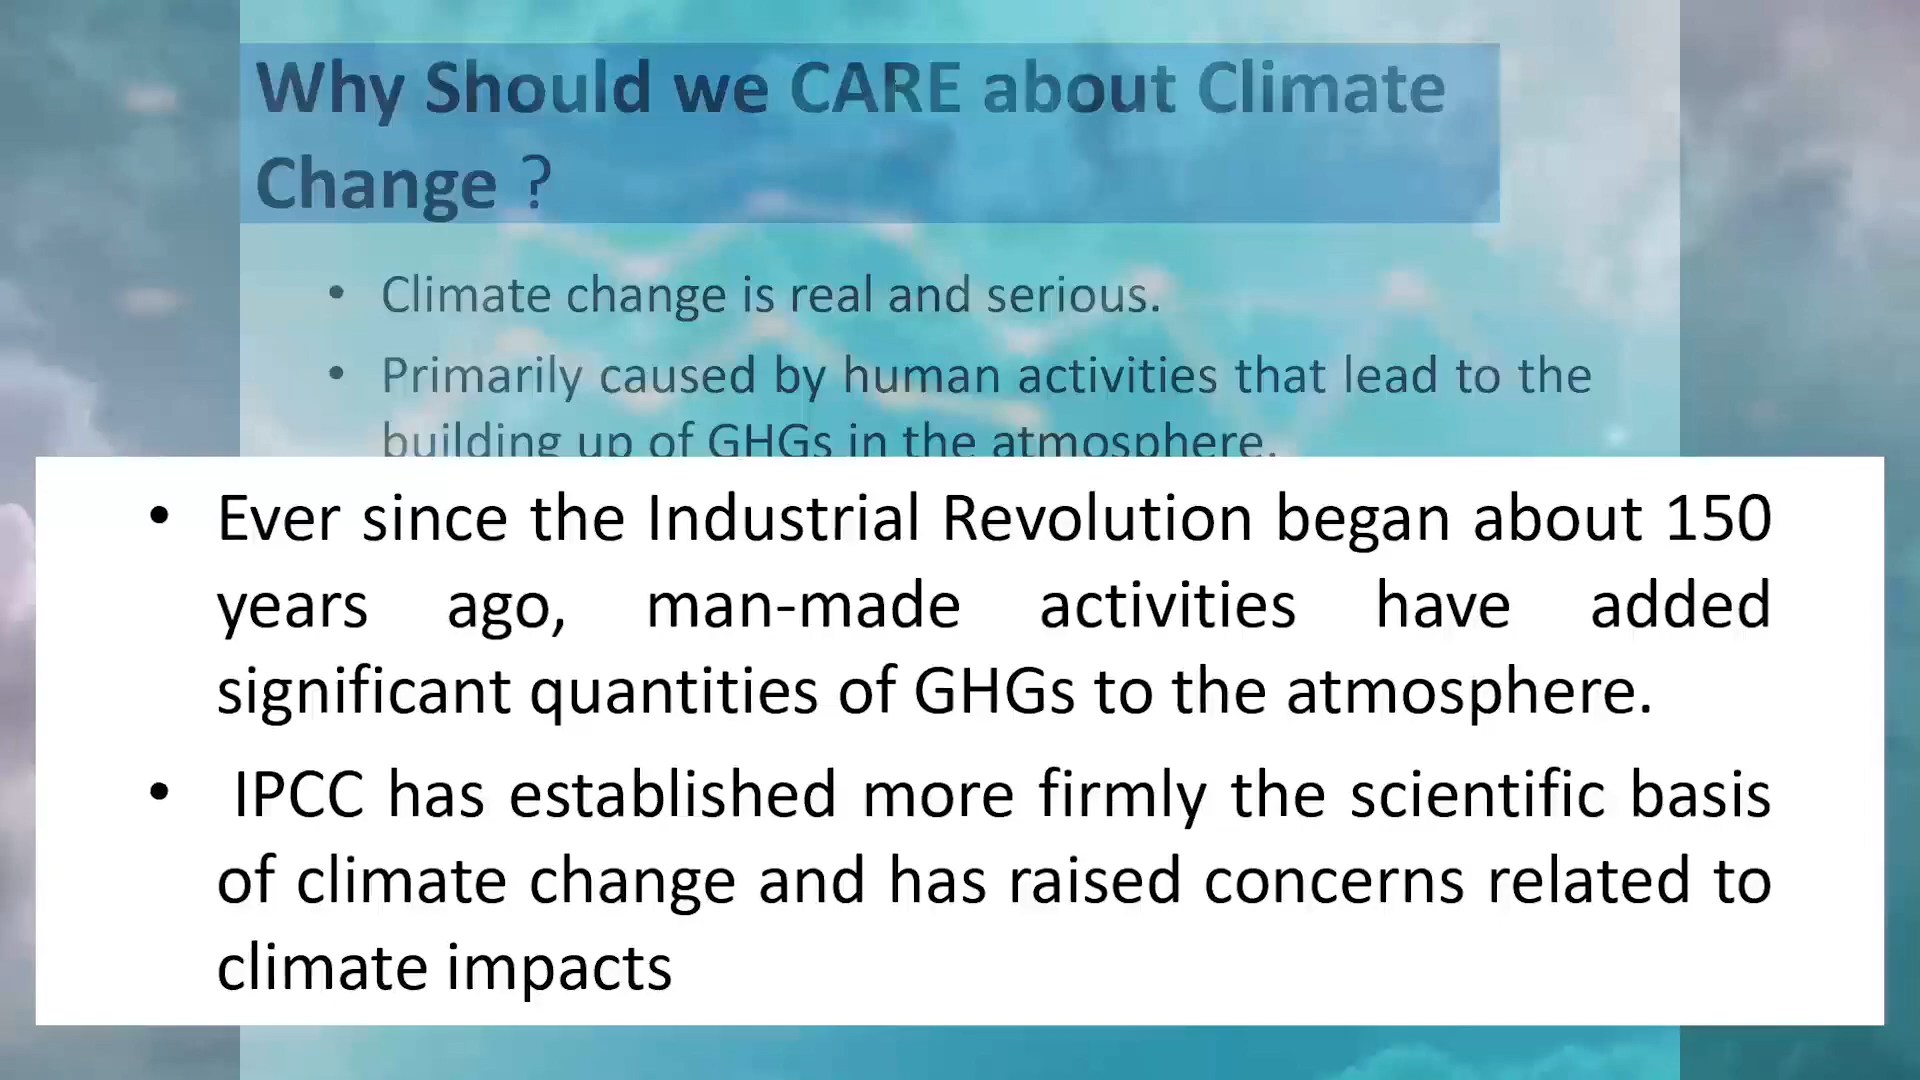 Why Should we CARE about Climate
Change ?
• Climate change is real and serious.
• Primarily caused by human activities that lead to the
building up of GHGs in the atmosphere.
• Ever since the Industrial Revolution began about 150
years ago, man-made activities have added
significant quantities of GHGs to the atmosphere.
• IPCC has established more firmly the scientific basis
of climate change and has raised concerns related to
climate impacts